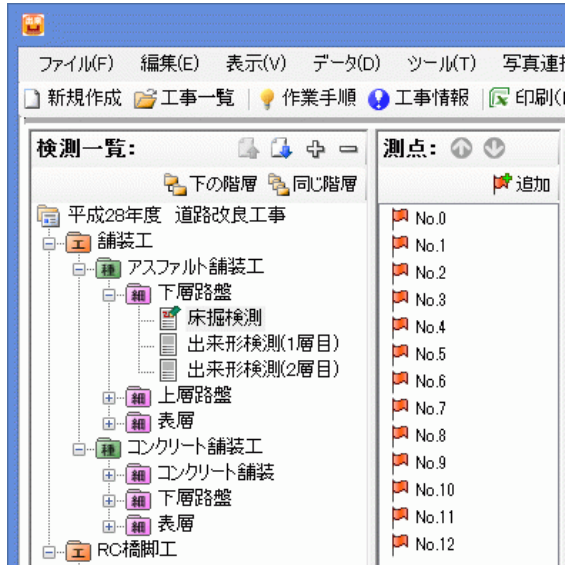 ファイル(F) 編集(E) 表示(V) データ(D) ツール(T) 写真連
新規作成 工事一覧 作業手順 工事情報 印刷(
検測一覧:
下の階層 同じ階層
平成28年度 道路改良工事
工 舗装工
種 アスファルト舗装工
細 下層路盤
床掘検測
出来形検測(1層目)
出来形検測(2層目)
細 上層路盤
細 表層
種 コンクリート舗装工
細 コンクリート舗装
細 下層路盤
細 表層
工 RC橋脚工
測点:
追加
No.0
No.1
No.2
No.3
No.4
No.5
No.6
No.7
No.8
No.9
No.10
No.11
No.12